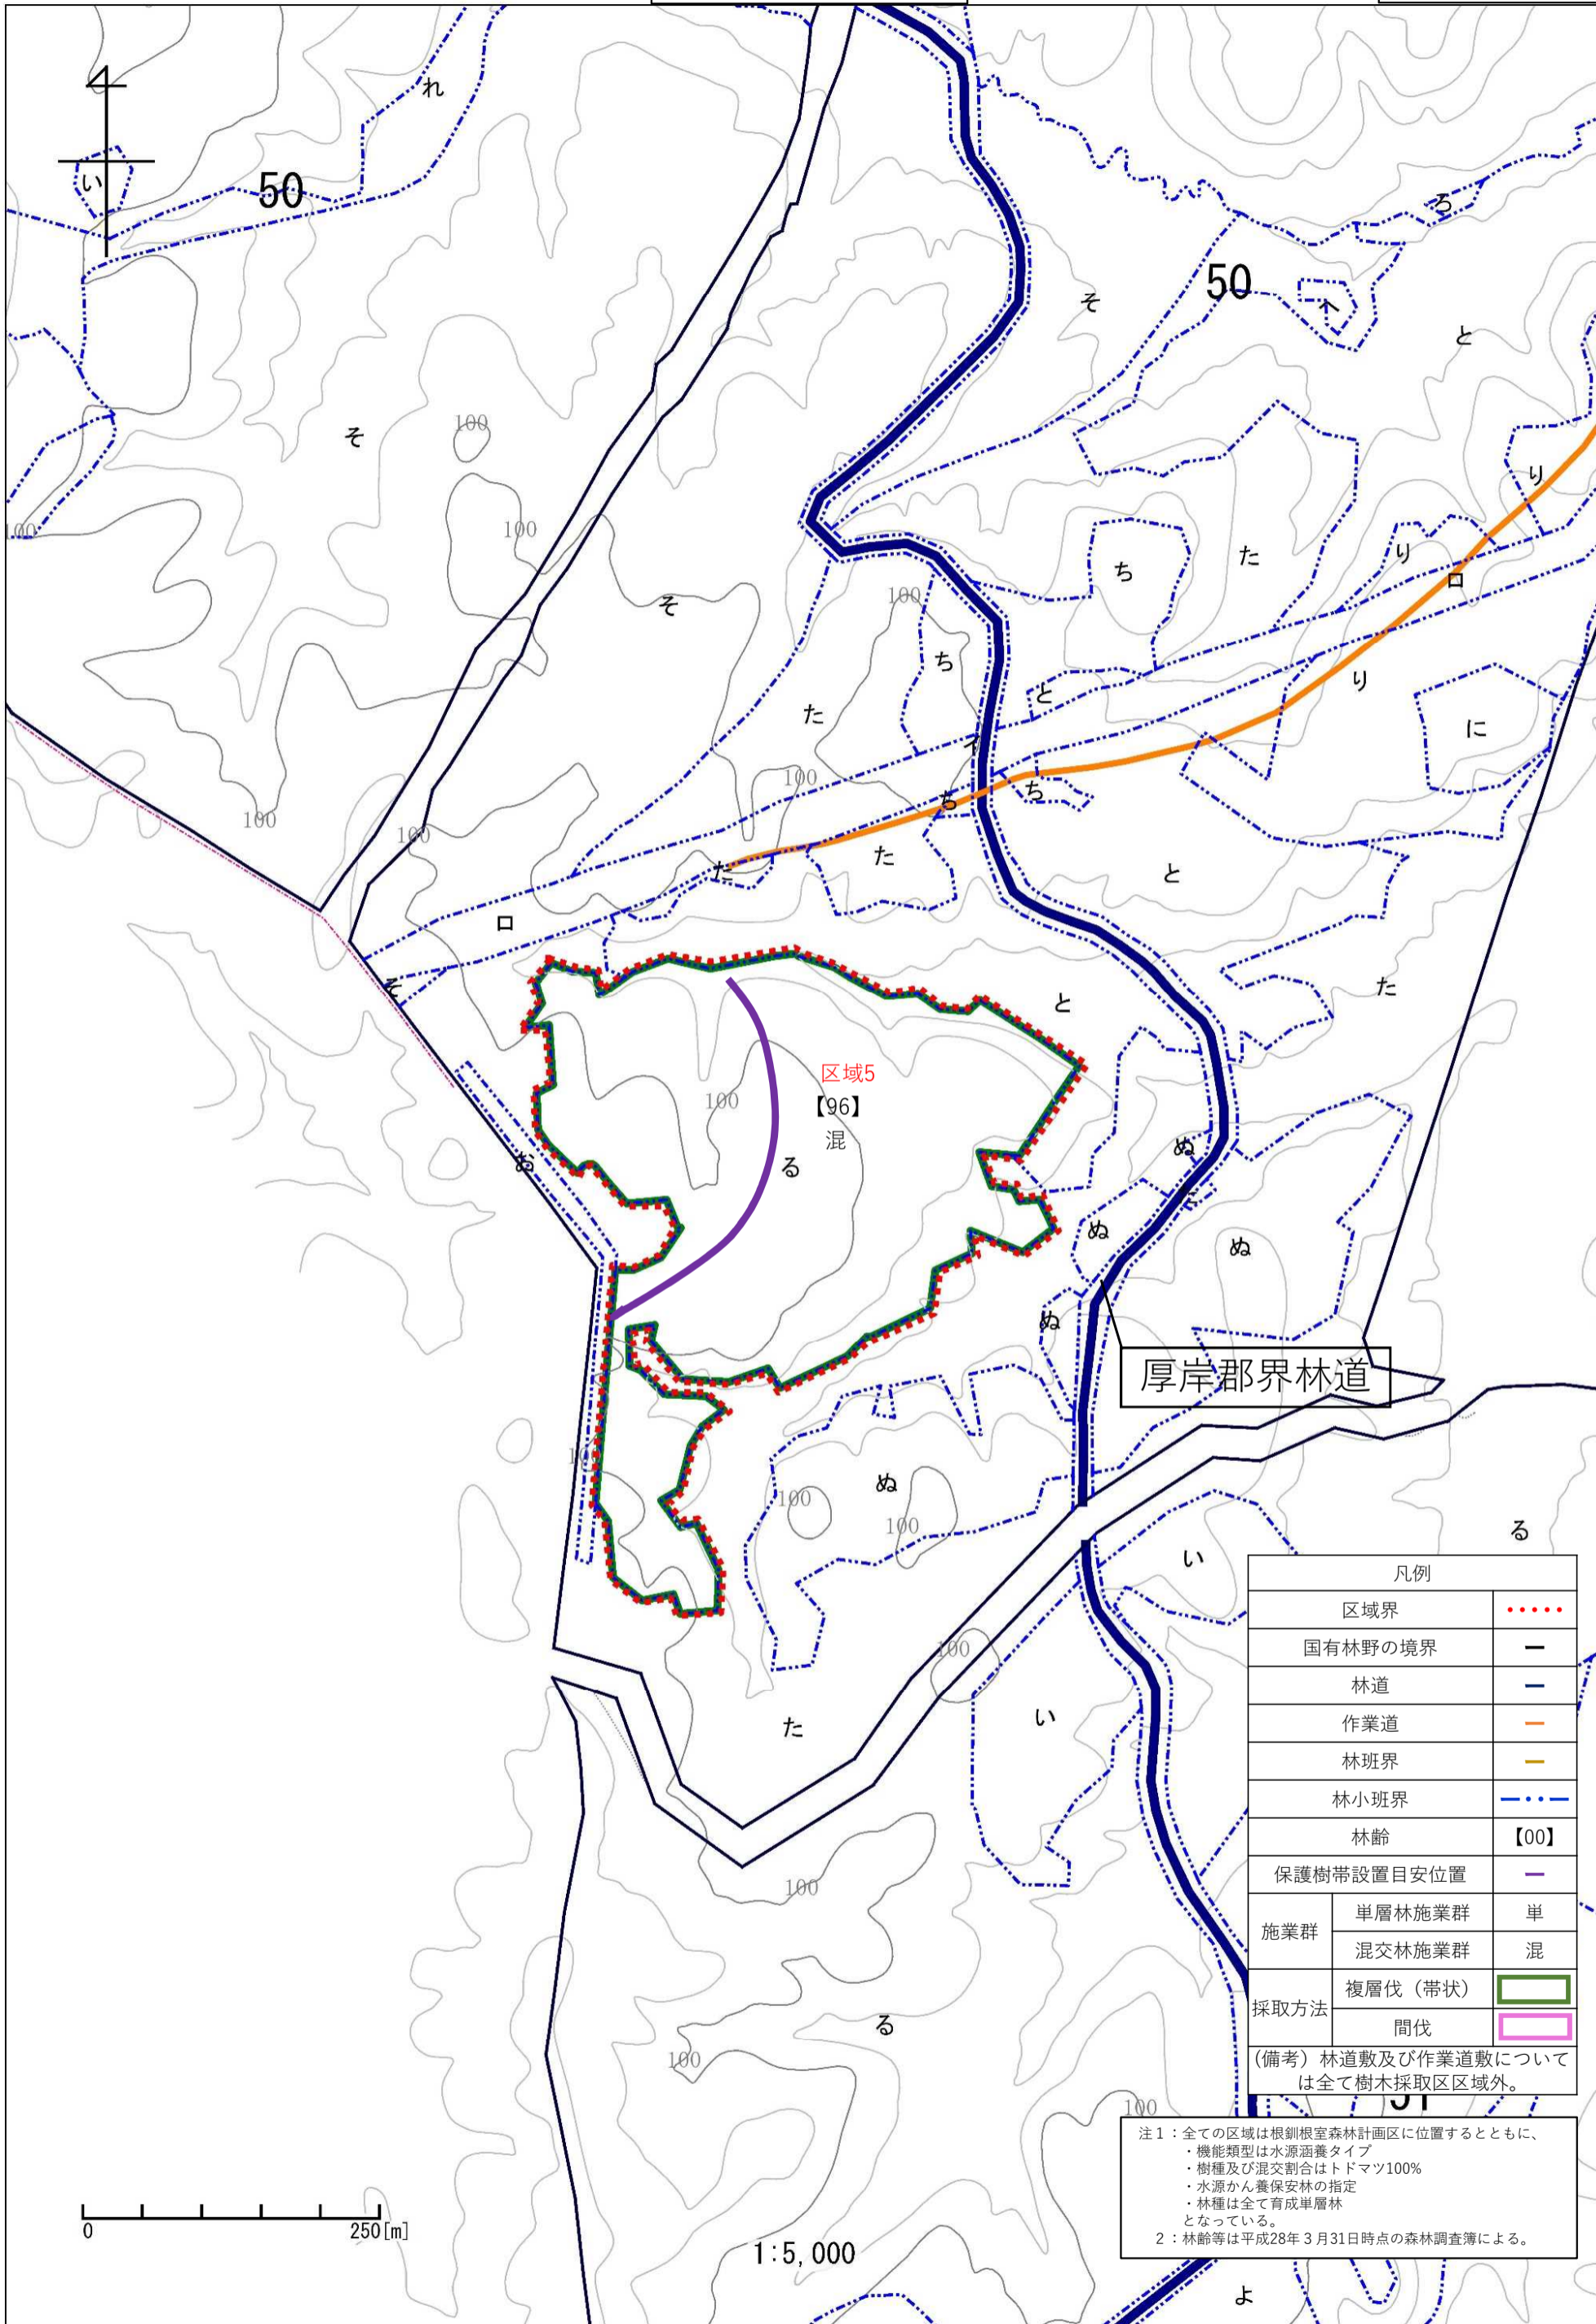 れ
い
50
ろ
50
そ
へ
と
そ
100
り
100
100
ち
た
り
ロ
100
そ
ち
と
り
た
に
イ
100
ち
ち
100
100
た
た
と
ロ
そ
と
た
区域5
100
【96】
混
る
お
ぬ
ぬ
ぬ
ぬ
厚岸郡界林道
100
ぬ
100
100
い
る
100
い
た
100
る
100
100
凡例
区域界
国有林野の境界
林道
作業道
林班界
林小班界
林齢 【00】
保護樹帯設置目安位置
施業群
単層林施業群 単
混交林施業群 混
採取方法
複層伐（帯状）
間伐
(備考）林道敷及び作業道敷について
は全て樹木採取区区域外。
注１：全ての区域は根釧根室森林計画区に位置するとともに、
・機能類型は水源涵養タイプ
・樹種及び混交割合はトドマツ100%
・水源かん養保安林の指定
・林種は全て育成単層林
となっている。
２：林齢等は平成28年３月31日時点の森林調査簿による。
0 250[m]
1:5,000
よ